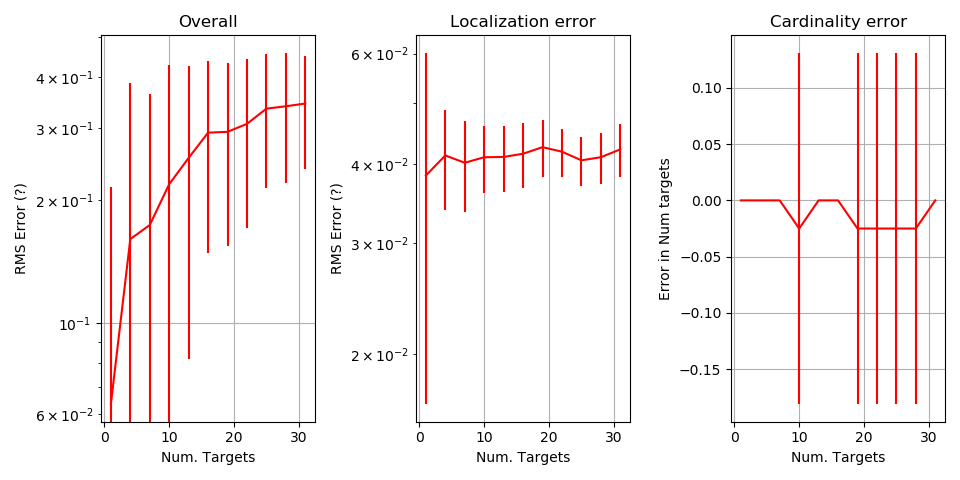 Overall
RMS Error (?)
4 × 10⁻¹
3 × 10⁻¹
2 × 10⁻¹
10⁻¹
6 × 10⁻²
0 10 20 30
Num. Targets
Localization error
RMS Error (?)
6 × 10⁻²
4 × 10⁻²
3 × 10⁻²
2 × 10⁻²
0 10 20 30
Num. Targets
Cardinality error
Error in Num targets
0.10
0.05
0.00
−0.05
−0.10
−0.15
0 10 20 30
Num. Targets